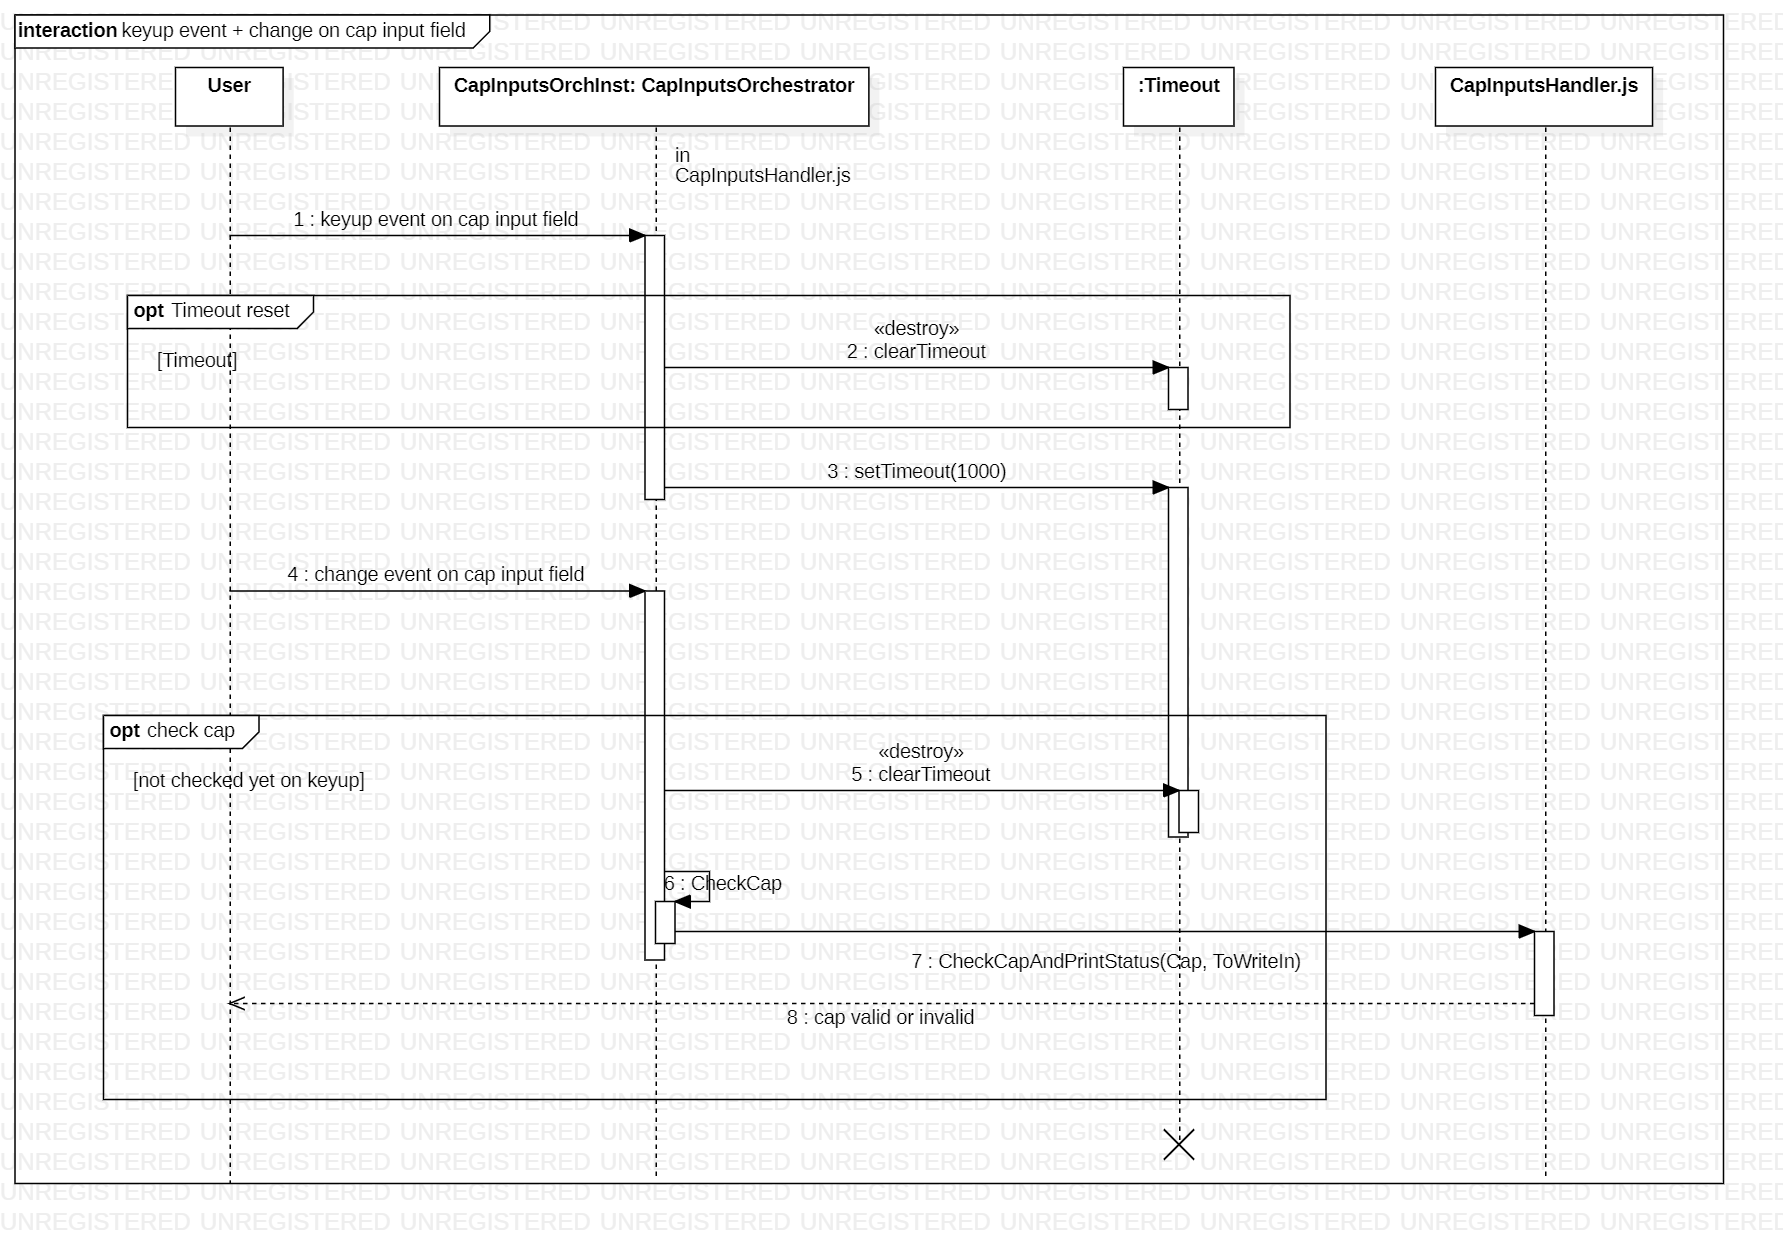 interaction keyup event + change on cap input field
User
CapInputsOrchInst: CapInputsOrchestrator
:Timeout
CapInputsHandler.js
in
CapInputsHandler.js
1 : keyup event on cap input field
opt Timeout reset
[Timeout]
«destroy»
2 : clearTimeout
3 : setTimeout(1000)
4 : change event on cap input field
opt check cap
[not checked yet on keyup]
«destroy»
5 : clearTimeout
6 : CheckCap
7 : CheckCapAndPrintStatus(Cap, ToWriteIn)
8 : cap valid or invalid
UNREGISTERED